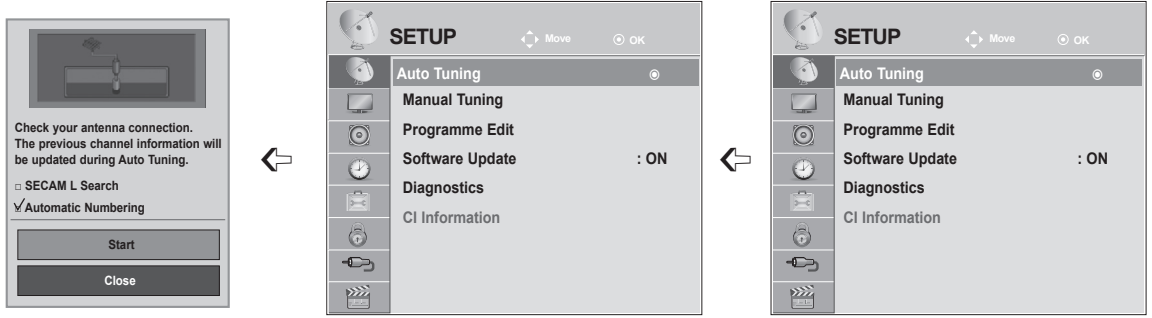 Check your antenna connection.
The previous channel information will
be updated during Auto Tuning.
SECAM L Search
Automatic Numbering
Start
Close
SETUP Move OK
Auto Tuning
Manual Tuning
Programme Edit
Software Update : ON
Diagnostics
CI Information
SETUP Move OK
Auto Tuning
Manual Tuning
Programme Edit
Software Update : ON
Diagnostics
CI Information